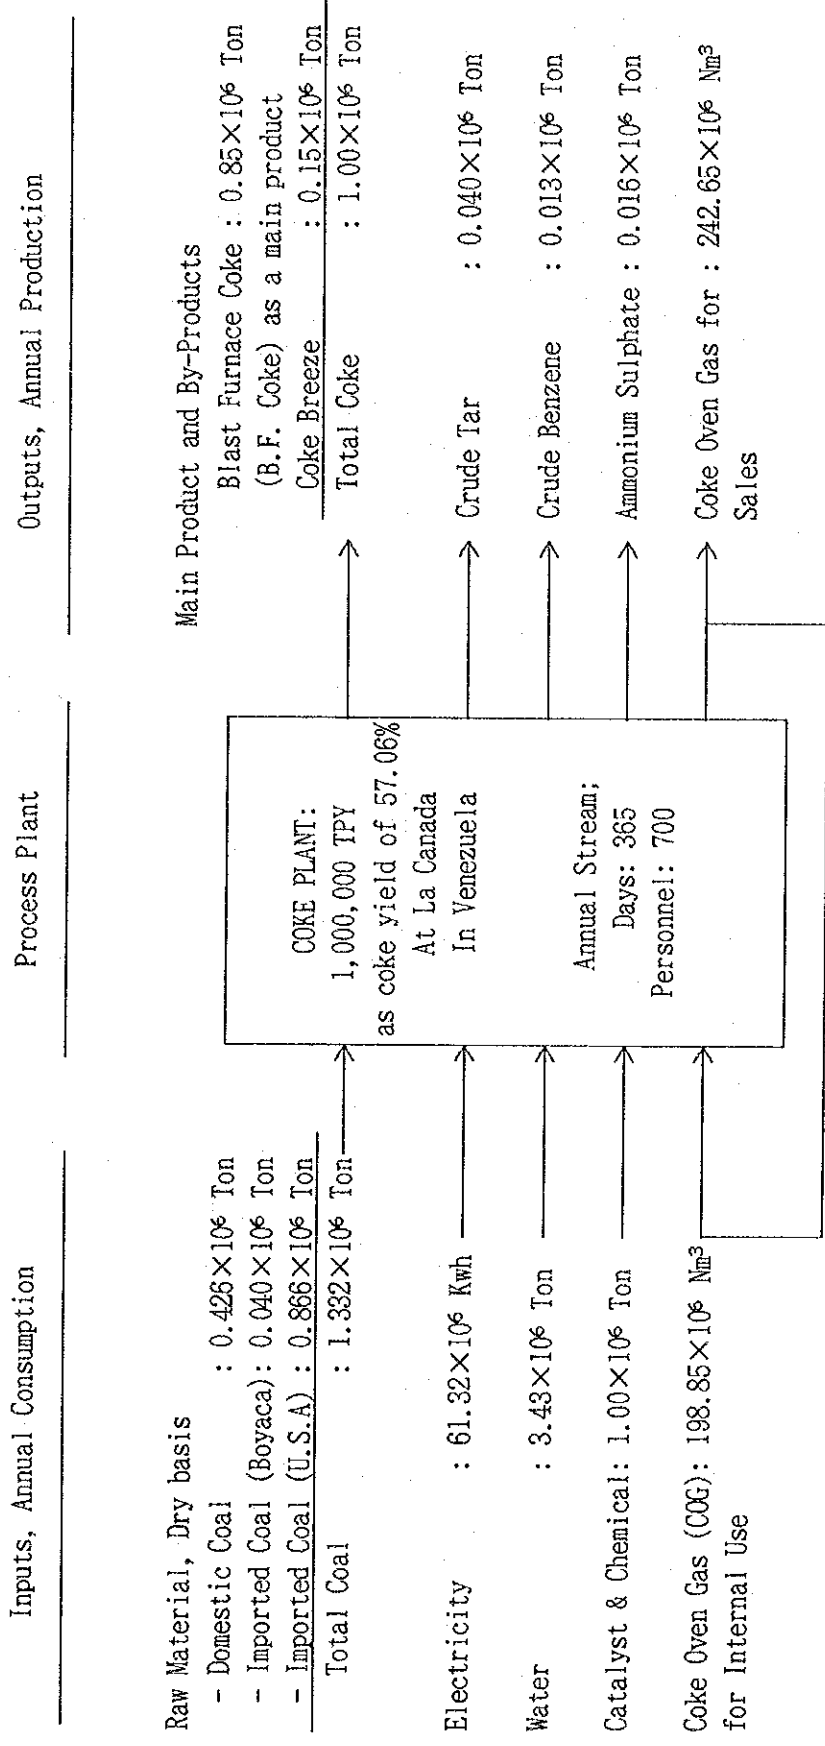 Inputs, Annual Consumption
Raw Material, Dry basis
- Domestic Coal : 0.426×10⁶ Ton
- Imported Coal (Boyaca): 0.040×10⁶ Ton
- Imported Coal (U.S.A) : 0.866×10⁶ Ton
Total Coal : 1.332×10⁶ Ton
Electricity : 61.32×10⁶ Kwh
Water : 3.43×10⁶ Ton
Catalyst & Chemical: 1.00×10⁶ Ton
Coke Oven Gas (COG): 198.85×10⁶ Nm³
for Internal Use
Process Plant
COKE PLANT:
1,000,000 TPY
as coke yield of 57.06%
At La Canada
In Venezuela
Annual Stream;
Days: 365
Personnel: 700
Outputs, Annual Production
Main Product and By-Products
Blast Furnace Coke : 0.85×10⁶ Ton
(B.F. Coke) as a main product
Coke Breeze : 0.15×10⁶ Ton
Total Coke : 1.00×10⁶ Ton
Crude Tar : 0.040×10⁶ Ton
Crude Benzene : 0.013×10⁶ Ton
Ammonium Sulphate : 0.016×10⁶ Ton
Coke Oven Gas for : 242.65×10⁶ Nm³
Sales